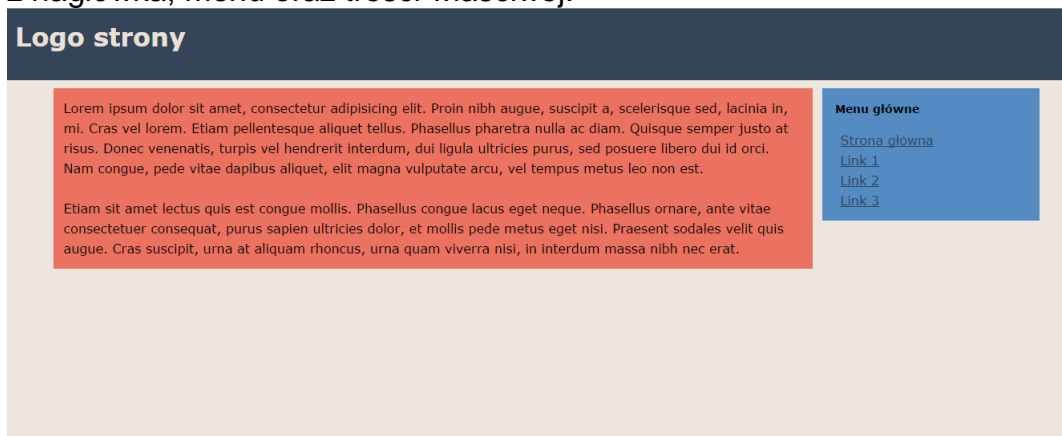 z nagłówka, menu oraz treści właściwej.
Logo strony
Lorem ipsum dolor sit amet, consectetur adipisicing elit. Proin nibh augue, suscipit a, scelerisque sed, lacinia in,
mi. Cras vel lorem. Etiam pellentesque aliquet tellus. Phasellus pharetra nulla ac diam. Quisque semper justo at
risus. Donec venenatis, turpis vel hendrerit interdum, dui ligula ultricies purus, sed posuere libero dui id orci.
Nam congue, pede vitae dapibus aliquet, elit magna vulputate arcu, vel tempus metus leo non est.
Etiam sit amet lectus quis est congue mollis. Phasellus congue lacus eget neque. Phasellus ornare, ante vitae
consectetuer consequat, purus sapien ultricies dolor, et mollis pede metus eget nisi. Praesent sodales velit quis
augue. Cras suscipit, urna at aliquam rhoncus, urna quam viverra nisi, in interdum massa nibh nec erat.
Menu główne
Strona główna
Link 1
Link 2
Link 3